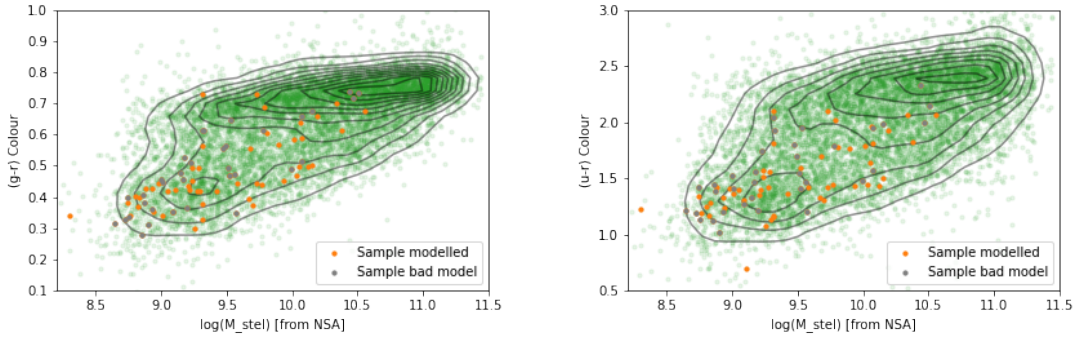 1.0
0.9
0.8
0.7
0.6
0.5
0.4
0.3
0.2
0.1
(g-r) Colour
8.5 9.0 9.5 10.0 10.5 11.0 11.5
log(M_stel) [from NSA]
Sample modelled
Sample bad model
3.0
2.5
2.0
1.5
1.0
0.5
(u-r) Colour
8.5 9.0 9.5 10.0 10.5 11.0 11.5
log(M_stel) [from NSA]
Sample modelled
Sample bad model